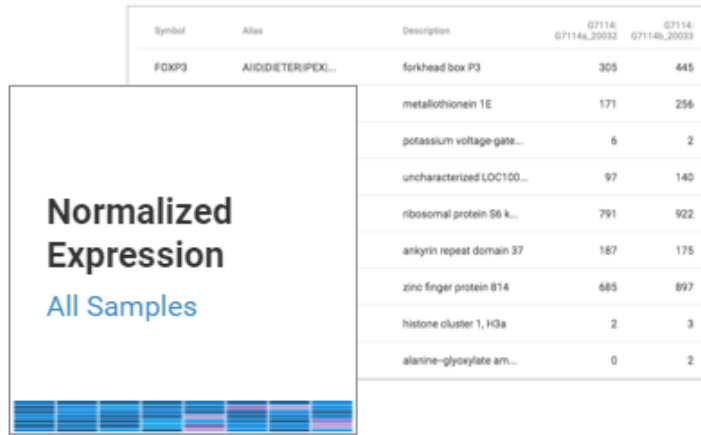 Symbol Alias Description G7114: G7114a_20032 G7114: G7114b_20033
FOXP3 AIID|DIETER|IPEX|... forkhead box P3 305 445
metallothionein 1E 171 256
potassium voltage-gate... 6 2
uncharacterized LOC100... 97 140
ribosomal protein S6 k... 791 922
ankyrin repeat domain 37 187 175
zinc finger protein 814 685 897
histone cluster 1, H3a 2 3
alanine--glyoxylate am... 0 2
Normalized
Expression
All Samples